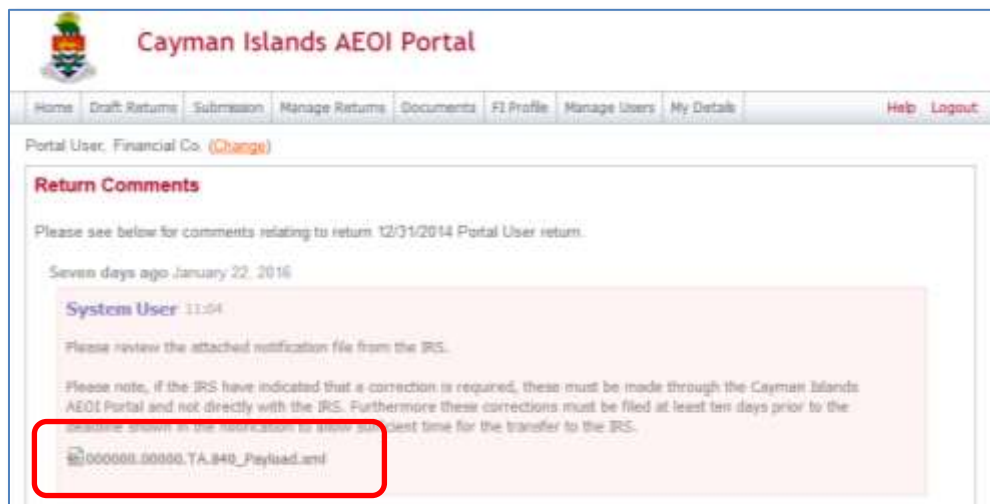 Cayman Islands AEOI Portal
Home Draft Returns Submission Manage Returns Documents FI Profile Manage Users My Details Help Logout
Portal User, Financial Co. (Change)
Return Comments
Please see below for comments relating to return 12/31/2014 Portal User return.
Seven days ago January 22, 2016
System User 11:04
Please review the attached notification file from the IRS.
Please note, if the IRS have indicated that a correction is required, these must be made through the Cayman Islands
AEOI Portal and not directly with the IRS. Furthermore these corrections must be filed at least ten days prior to the
deadline shown in the notification to allow sufficient time for the transfer to the IRS.
000000.00000.TA.840_Payload.xml